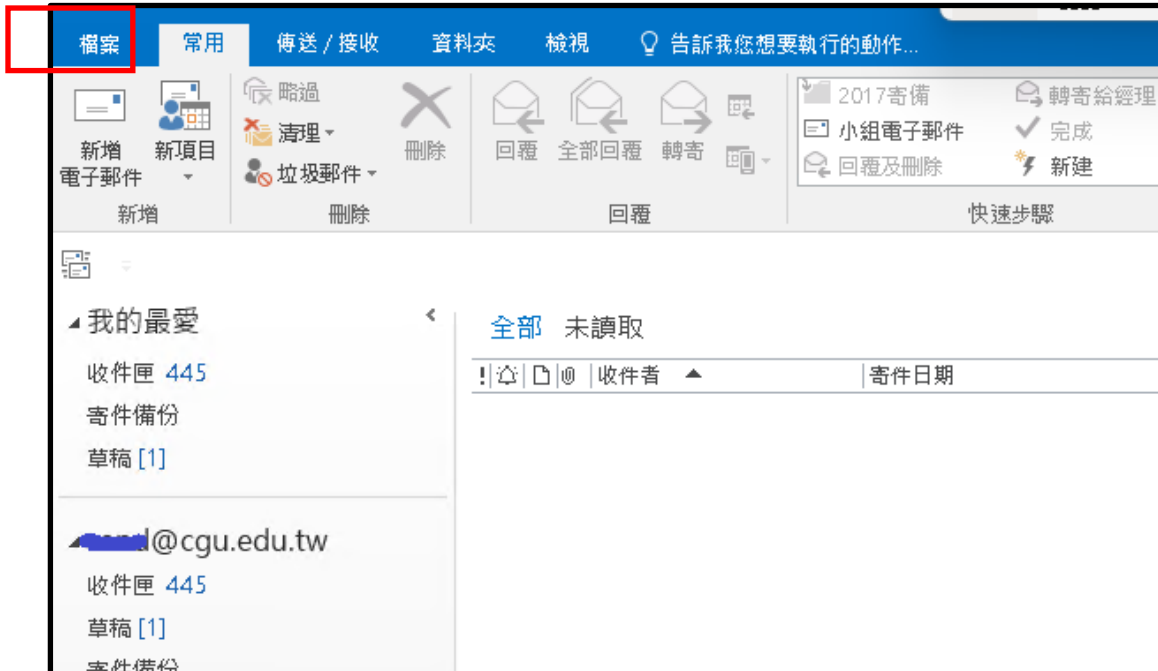 檔案 常用 傳送 / 接收 資料夾 檢視 告訴我您想要執行的動作...
新增
電子郵件
新項目
略過
清理
垃圾郵件
刪除
回覆 全部回覆 轉寄
2017寄備 轉寄給經理
小組電子郵件 完成
回覆及刪除 新建
新增 刪除 回覆 快速步驟
我的最愛
收件匣 445
寄件備份
草稿 [1]
全部 未讀取
收件者 寄件日期
@cgu.edu.tw
收件匣 445
草稿 [1]
寄件備份